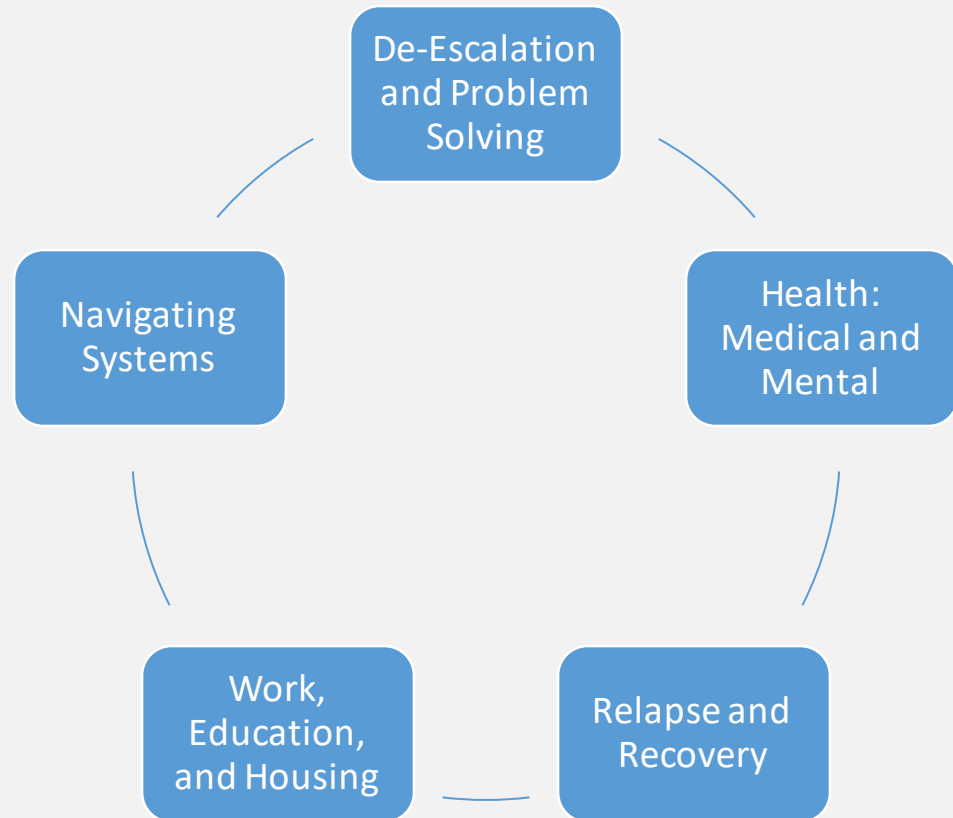 De-Escalation
and Problem
Solving
Health:
Medical and
Mental
Relapse and
Recovery
Work,
Education,
and Housing
Navigating
Systems